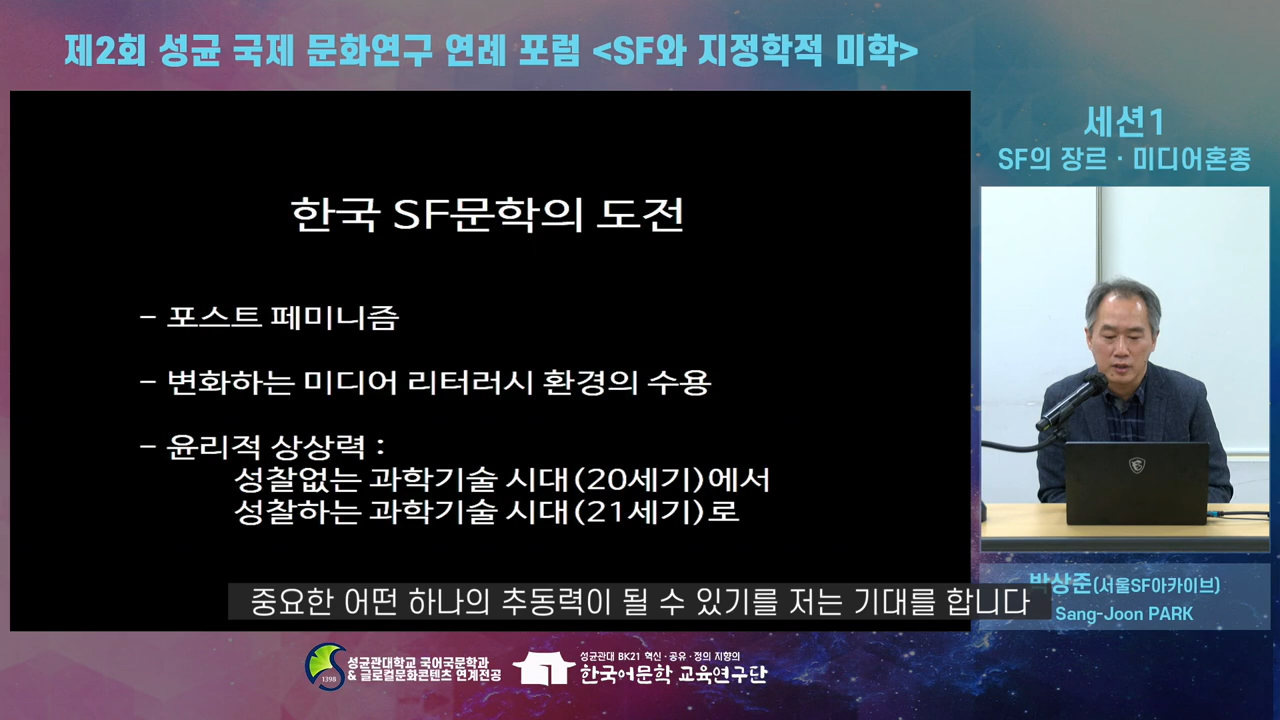 제2회 성균 국제 문화연구 연례 포럼 <SF와 지정학적 미학>
세션1
SF의 장르 · 미디어혼종
한국 SF문학의 도전
- 포스트 페미니즘
- 변화하는 미디어 리터러시 환경의 수용
- 윤리적 상상력 :
성찰없는 과학기술 시대(20세기)에서
성찰하는 과학기술 시대(21세기)로
박상준(서울SF아카이브)
Sang-Joon PARK
중요한 어떤 하나의 추동력이 될 수 있기를 저는 기대를 합니다
1398
성균관대학교 국어국문학과
& 글로컬문화콘텐츠 연계전공
성균관대 BK21 혁신·공유·정의 지향의
한국어문학 교육연구단